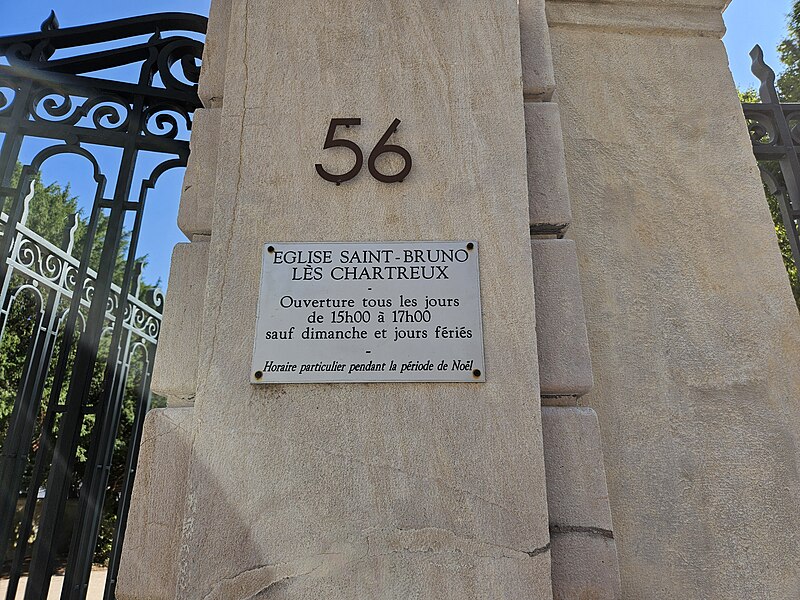 56
EGLISE SAINT-BRUNO
LÈS CHARTREUX
-
Ouverture tous les jours
de 15h00 à 17h00
sauf dimanche et jours fériés
-
Horaire particulier pendant la période de Noël